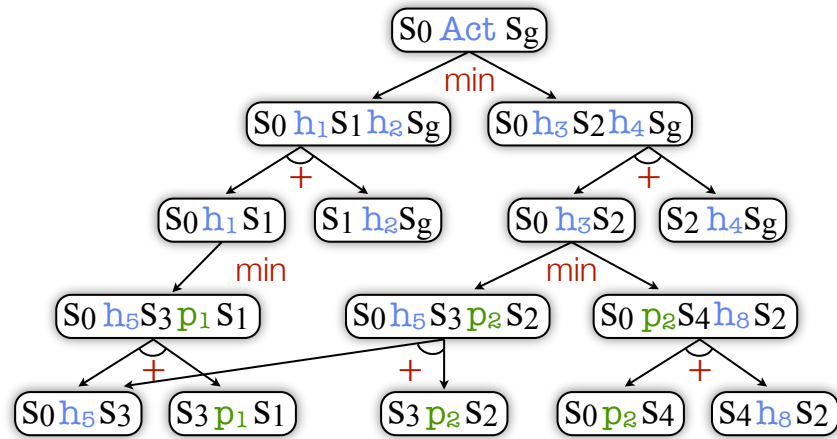 S0 Act Sg
min
S0 h1 S1 h2 Sg S0 h3 S2 h4 Sg
+ +
S0 h1 S1 S1 h2 Sg S0 h3 S2 S2 h4 Sg
min min
S0 h5 S3 p1 S1 S0 h5 S3 p2 S2 S0 p2 S4 h8 S2
+ + +
S0 h5 S3 S3 p1 S1 S3 p2 S2 S0 p2 S4 S4 h8 S2